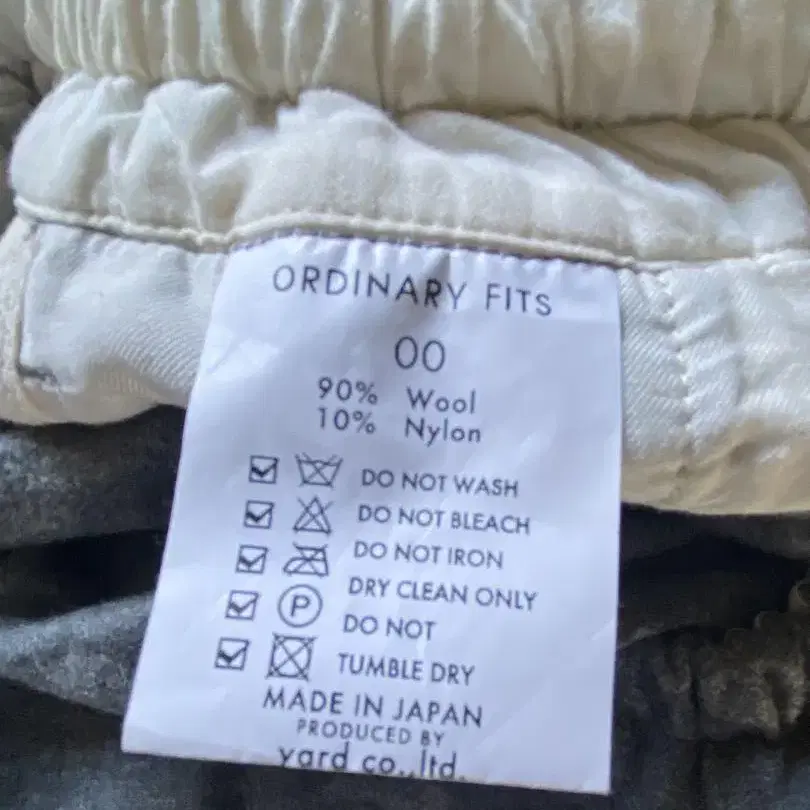 ORDINARY FITS
00
90% Wool
10% Nylon
DO NOT WASH
DO NOT BLEACH
DO NOT IRON
DRY CLEAN ONLY
P
DO NOT
TUMBLE DRY
MADE IN JAPAN
PRODUCED BY
yard co.,ltd.